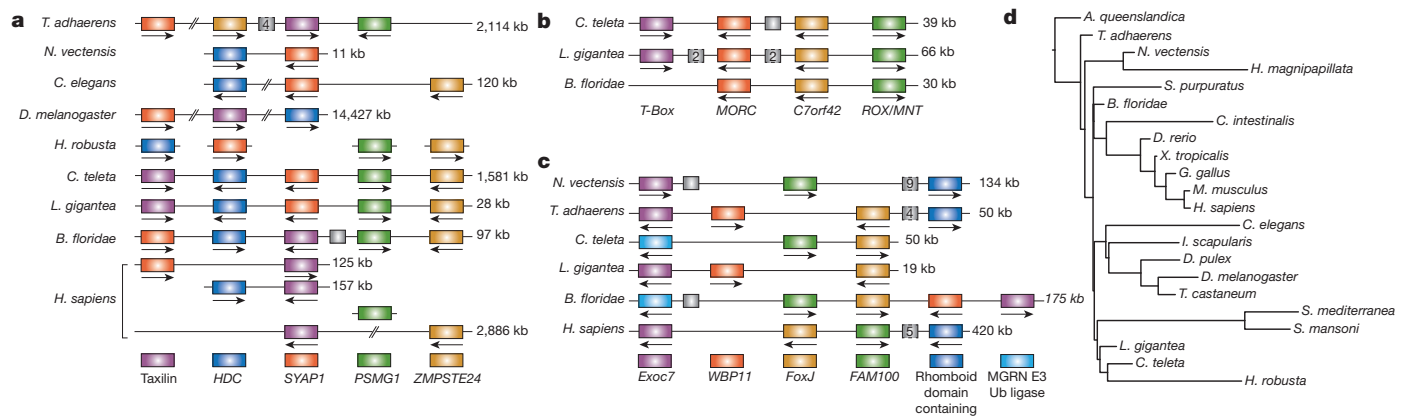 a
T. adhaerens 4 2,114 kb
N. vectensis 11 kb
C. elegans 120 kb
D. melanogaster 14,427 kb
H. robusta
C. teleta 1,581 kb
L. gigantea 28 kb
B. floridae 97 kb
125 kb
157 kb
H. sapiens
2,886 kb
Taxilin HDC SYAP1 PSMG1 ZMPSTE24
b
C. teleta 39 kb
L. gigantea 2 2 66 kb
B. floridae 30 kb
T-Box MORC C7orf42 ROX/MNT
c
N. vectensis 9 134 kb
T. adhaerens 4 50 kb
C. teleta 50 kb
L. gigantea 19 kb
B. floridae 175 kb
H. sapiens 5 420 kb
Exoc7 WBP11 FoxJ FAM100 Rhomboid MGRN E3
domain Ub ligase
containing
d
A. queenslandica
T. adhaerens
N. vectensis
H. magnipapillata
S. purpuratus
B. floridae
C. intestinalis
D. rerio
X. tropicalis
G. gallus
M. musculus
H. sapiens
C. elegans
I. scapularis
D. pulex
D. melanogaster
T. castaneum
S. mediterranea
S. mansoni
L. gigantea
C. teleta
H. robusta